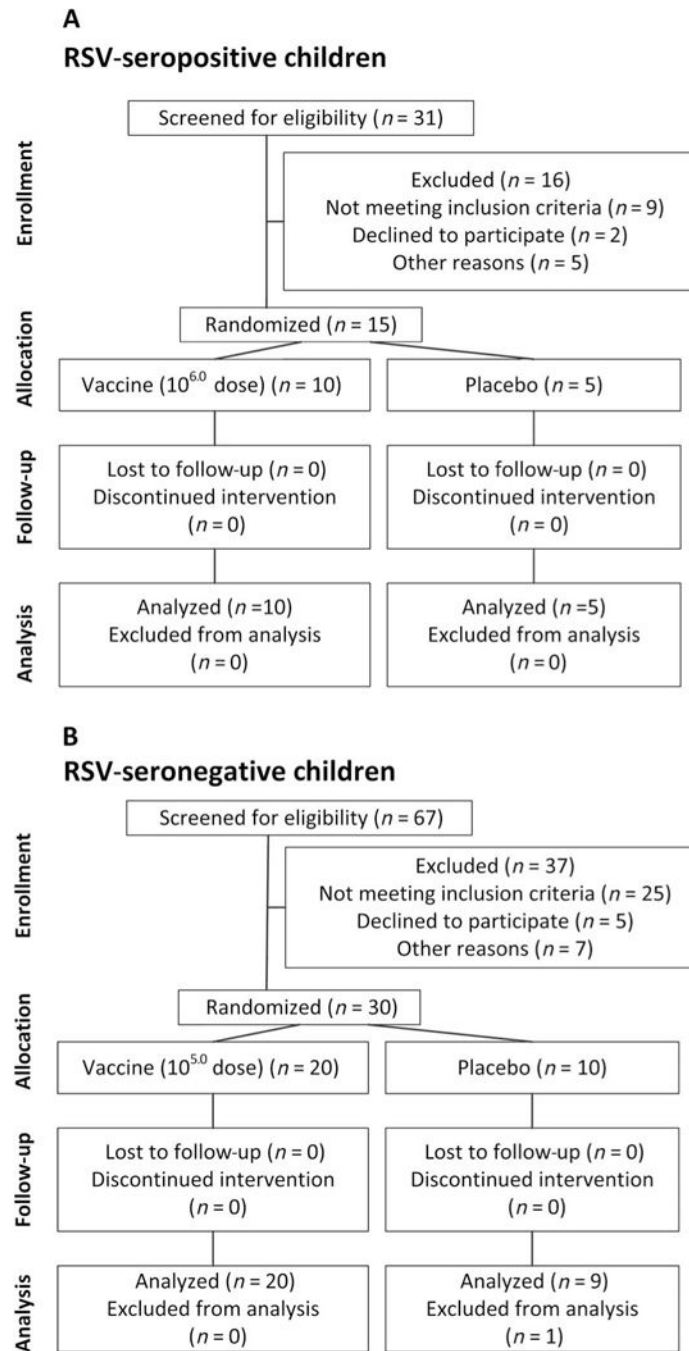 A
RSV-seropositive children
Enrollment
Screened for eligibility (n = 31)
Excluded (n = 16)
Not meeting inclusion criteria (n = 9)
Declined to participate (n = 2)
Other reasons (n = 5)
Allocation
Randomized (n = 15)
Vaccine (10^6.0 dose) (n = 10)
Placebo (n = 5)
Follow-up
Lost to follow-up (n = 0)
Discontinued intervention
(n = 0)
Lost to follow-up (n = 0)
Discontinued intervention
(n = 0)
Analysis
Analyzed (n =10)
Excluded from analysis
(n = 0)
Analyzed (n =5)
Excluded from analysis
(n = 0)
B
RSV-seronegative children
Enrollment
Screened for eligibility (n = 67)
Excluded (n = 37)
Not meeting inclusion criteria (n = 25)
Declined to participate (n = 5)
Other reasons (n = 7)
Allocation
Randomized (n = 30)
Vaccine (10^5.0 dose) (n = 20)
Placebo (n = 10)
Follow-up
Lost to follow-up (n = 0)
Discontinued intervention
(n = 0)
Lost to follow-up (n = 0)
Discontinued intervention
(n = 0)
Analysis
Analyzed (n = 20)
Excluded from analysis
(n = 0)
Analyzed (n = 9)
Excluded from analysis
(n = 1)